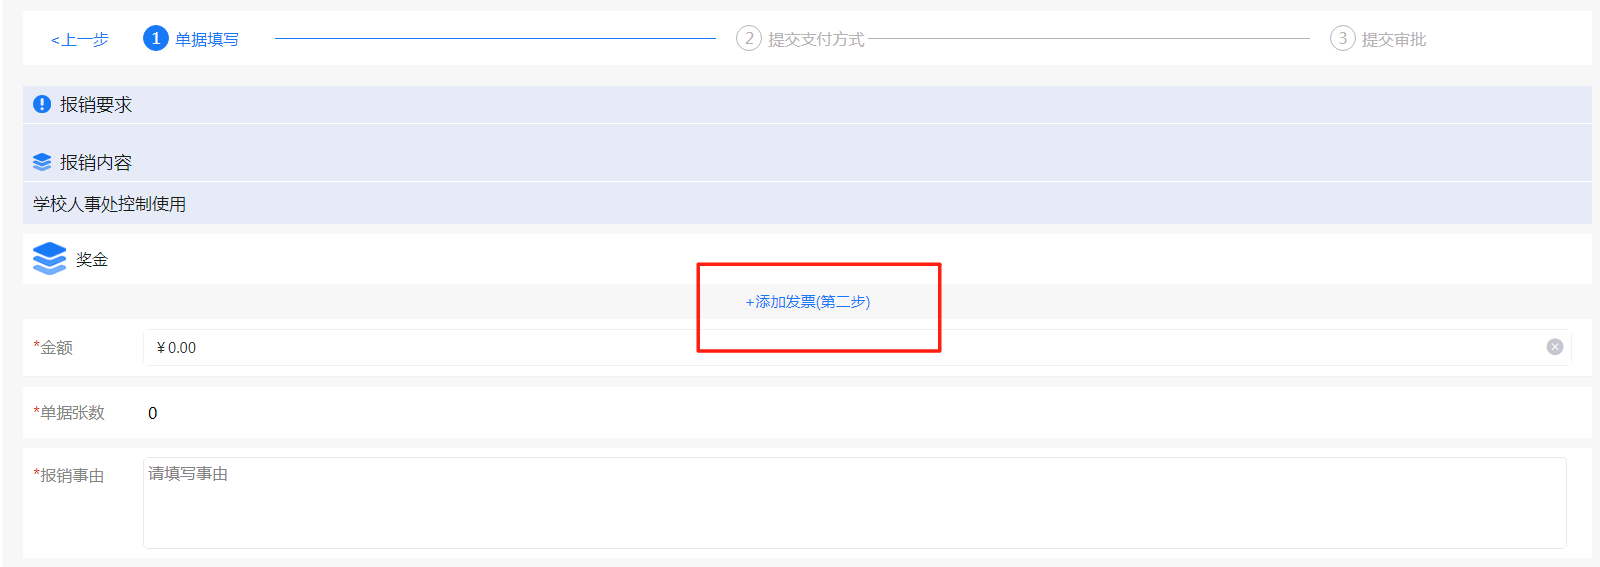 <上一步 1 单据填写 2 提交支付方式 3 提交审批
报销要求
报销内容
学校人事处控制使用
奖金
+添加发票(第二步)
*金额 ¥0.00
*单据张数 0
*报销事由 请填写事由